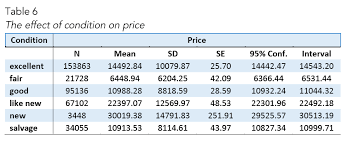 Table 6
The effect of condition on price
Condition Price
N Mean SD SE 95% Conf. Interval
excellent 153863 14492.84 10079.87 25.70 14442.47 14543.20
fair 21728 6448.94 6204.25 42.09 6366.44 6531.44
good 95136 10988.28 8818.59 28.59 10932.24 11044.32
like new 67102 22397.07 12569.97 48.53 22301.96 22492.18
new 3448 30019.38 14791.83 251.91 29525.57 30513.19
salvage 34055 10913.53 8114.61 43.97 10827.34 10999.71